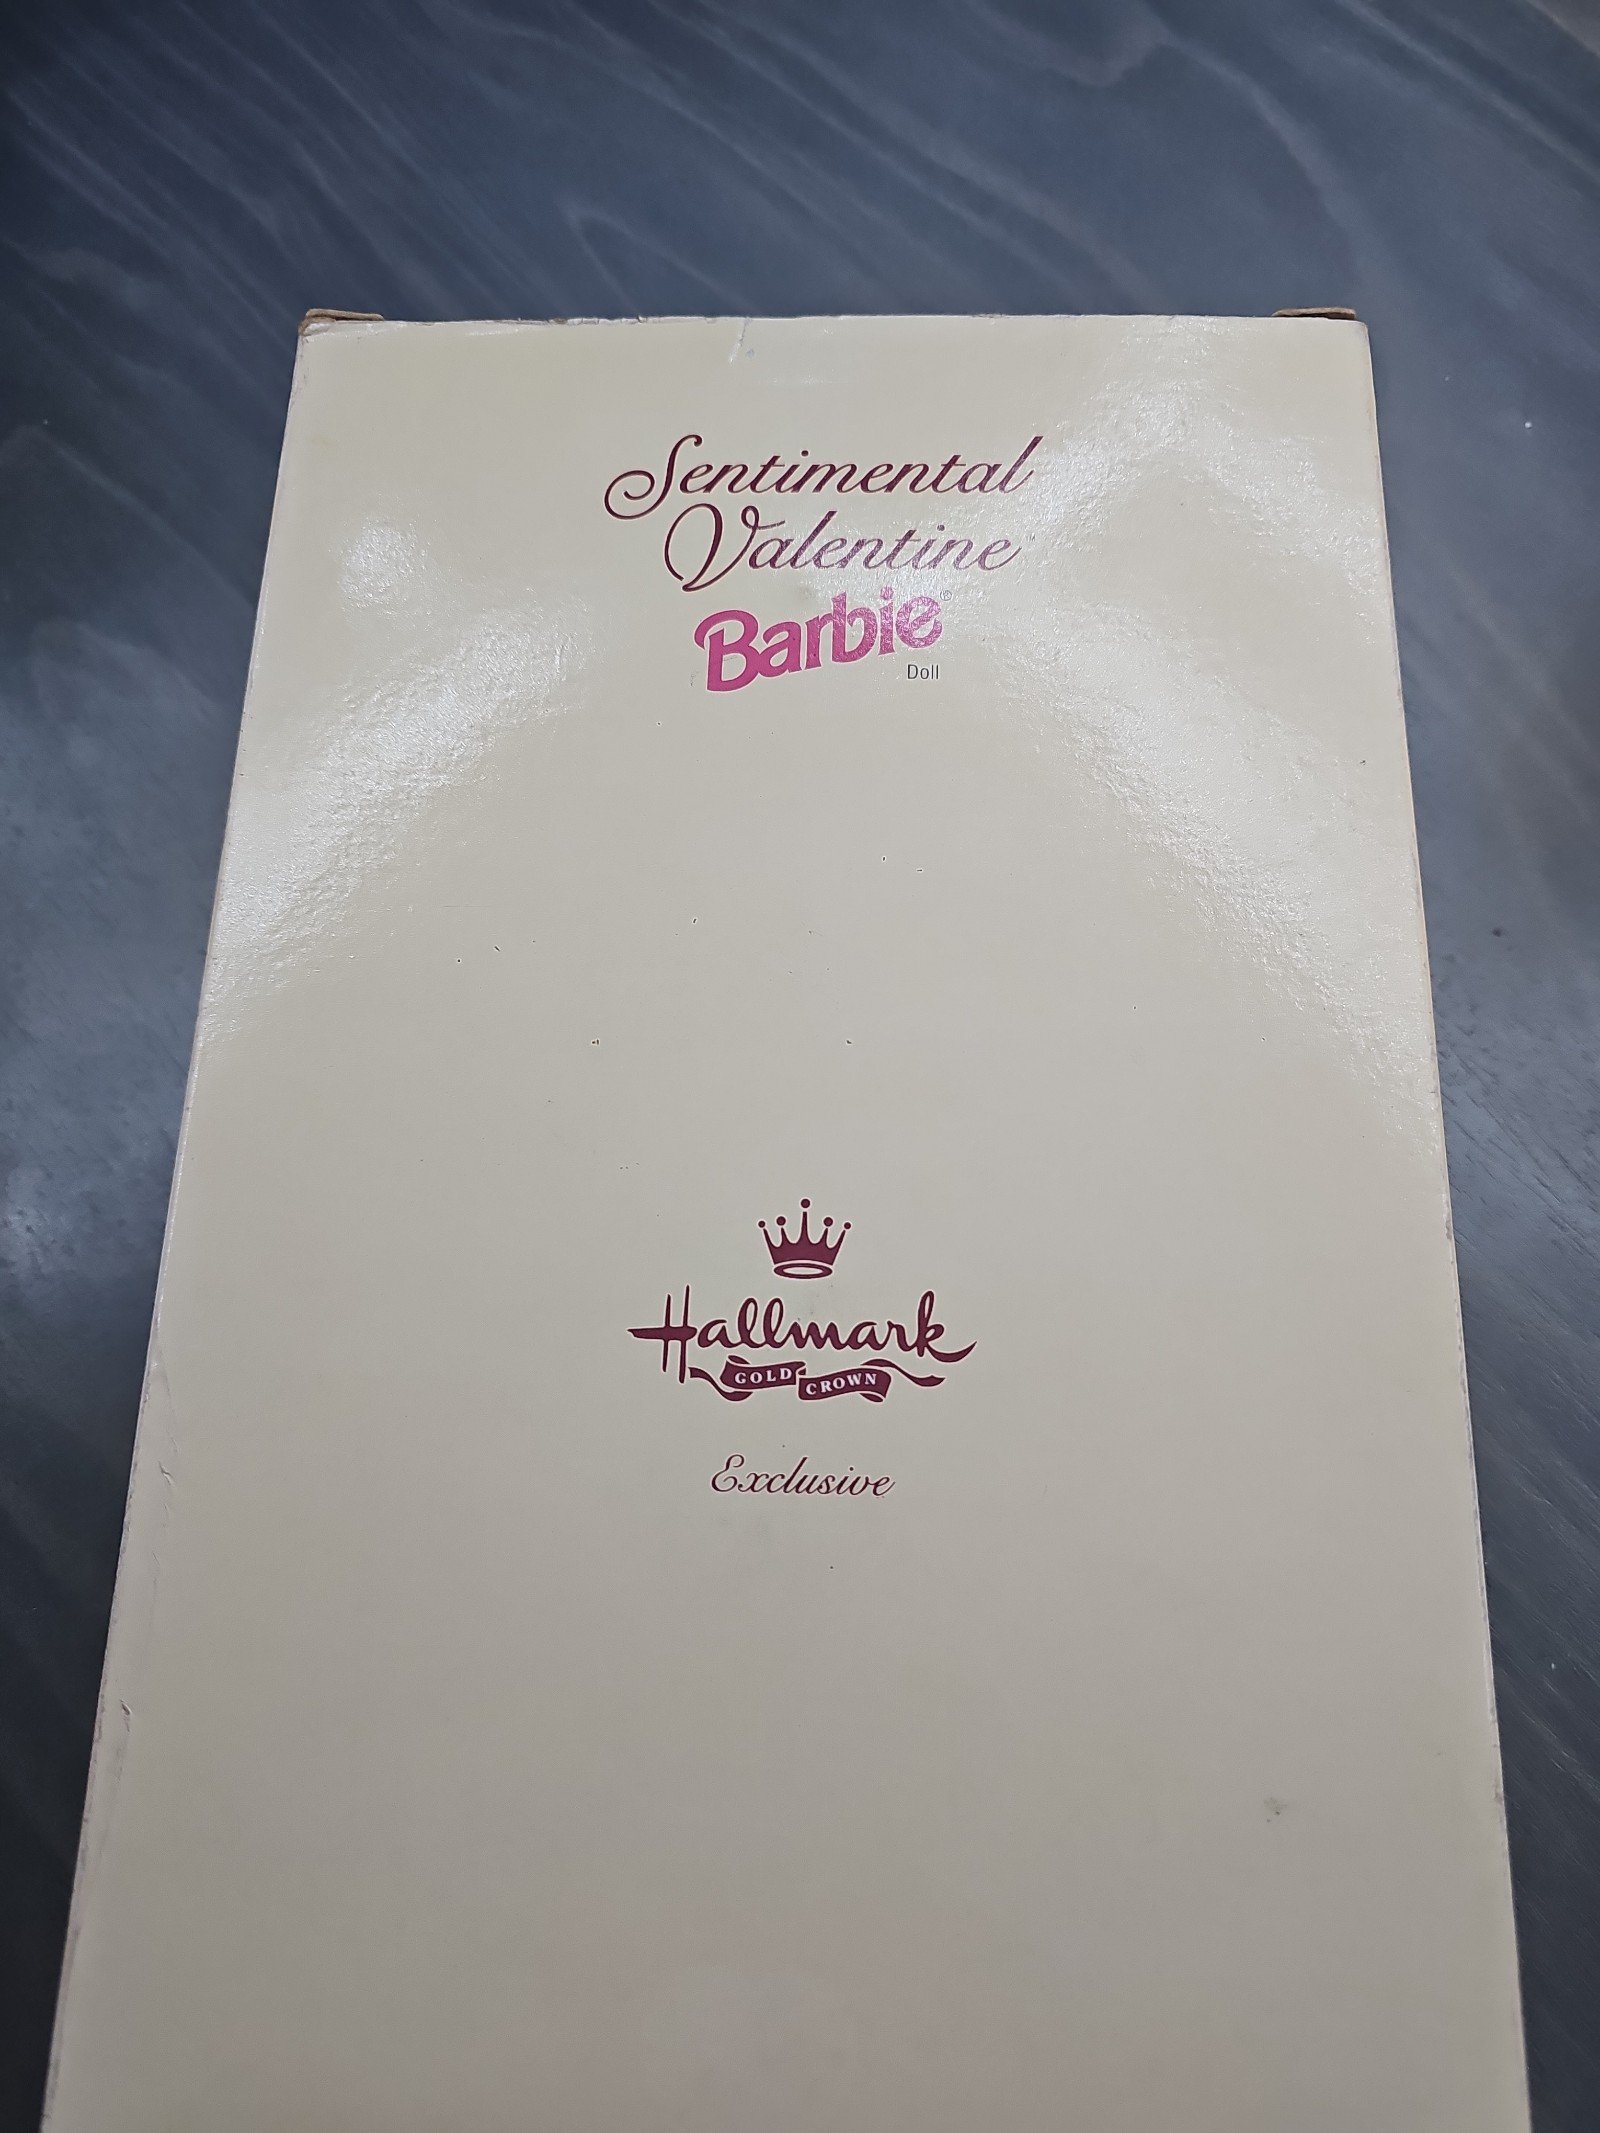 Sentimental
Valentine
Barbie®
Doll
Hallmark
GOLD CROWN
Exclusive